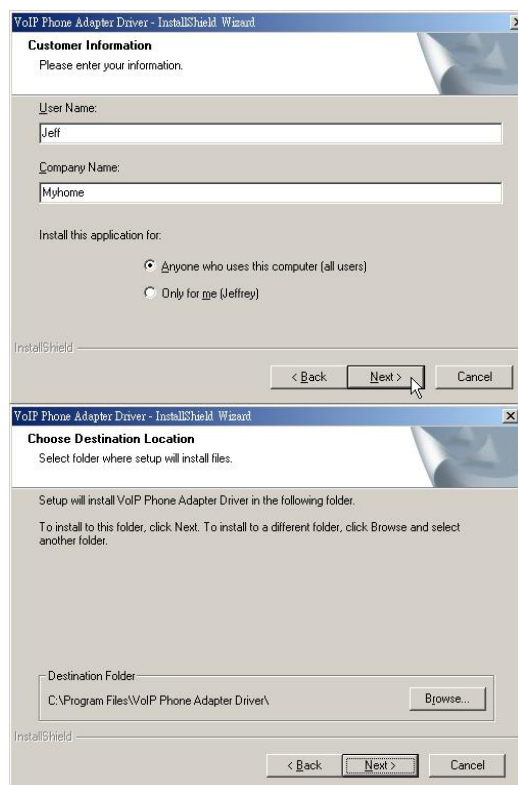 VoIP Phone Adapter Driver - InstallShield Wizard
Customer Information
Please enter your information.
User Name:
Jeff
Company Name:
Myhome
Install this application for:
Anyone who uses this computer (all users)
Only for me (Jeffrey)
InstallShield
< Back Next > Cancel
VoIP Phone Adapter Driver - InstallShield Wizard
Choose Destination Location
Select folder where setup will install files.
Setup will install VoIP Phone Adapter Driver in the following folder.
To install to this folder, click Next. To install to a different folder, click Browse and select
another folder.
Destination Folder
C:\Program Files\VoIP Phone Adapter Driver\ Browse...
InstallShield
< Back Next > Cancel